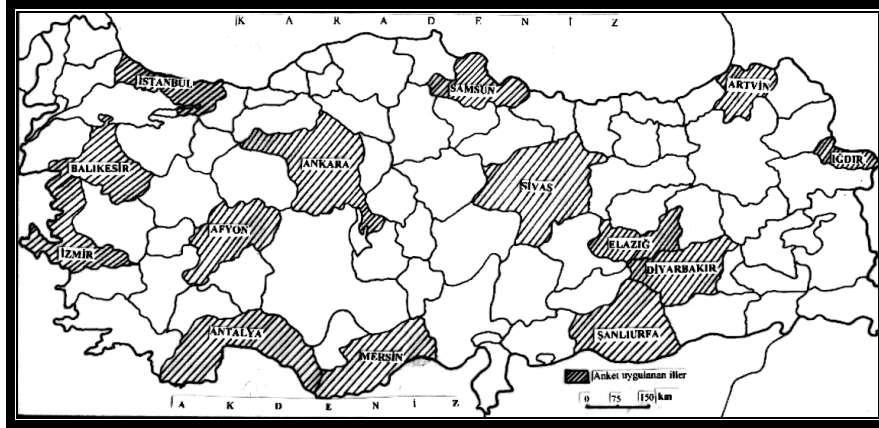 K A R A D E N İ Z
İSTANBUL
SAMSUN
ARTVİN
BALIKESİR
ANKARA
SİVAS
IĞDIR
AFYON
ELAZIĞ
İZMİR
DİYARBAKIR
ANTALYA
ŞANLIURFA
MERSİN
Anket uygulanan iller
A K D E N İ Z
0 75 150 km